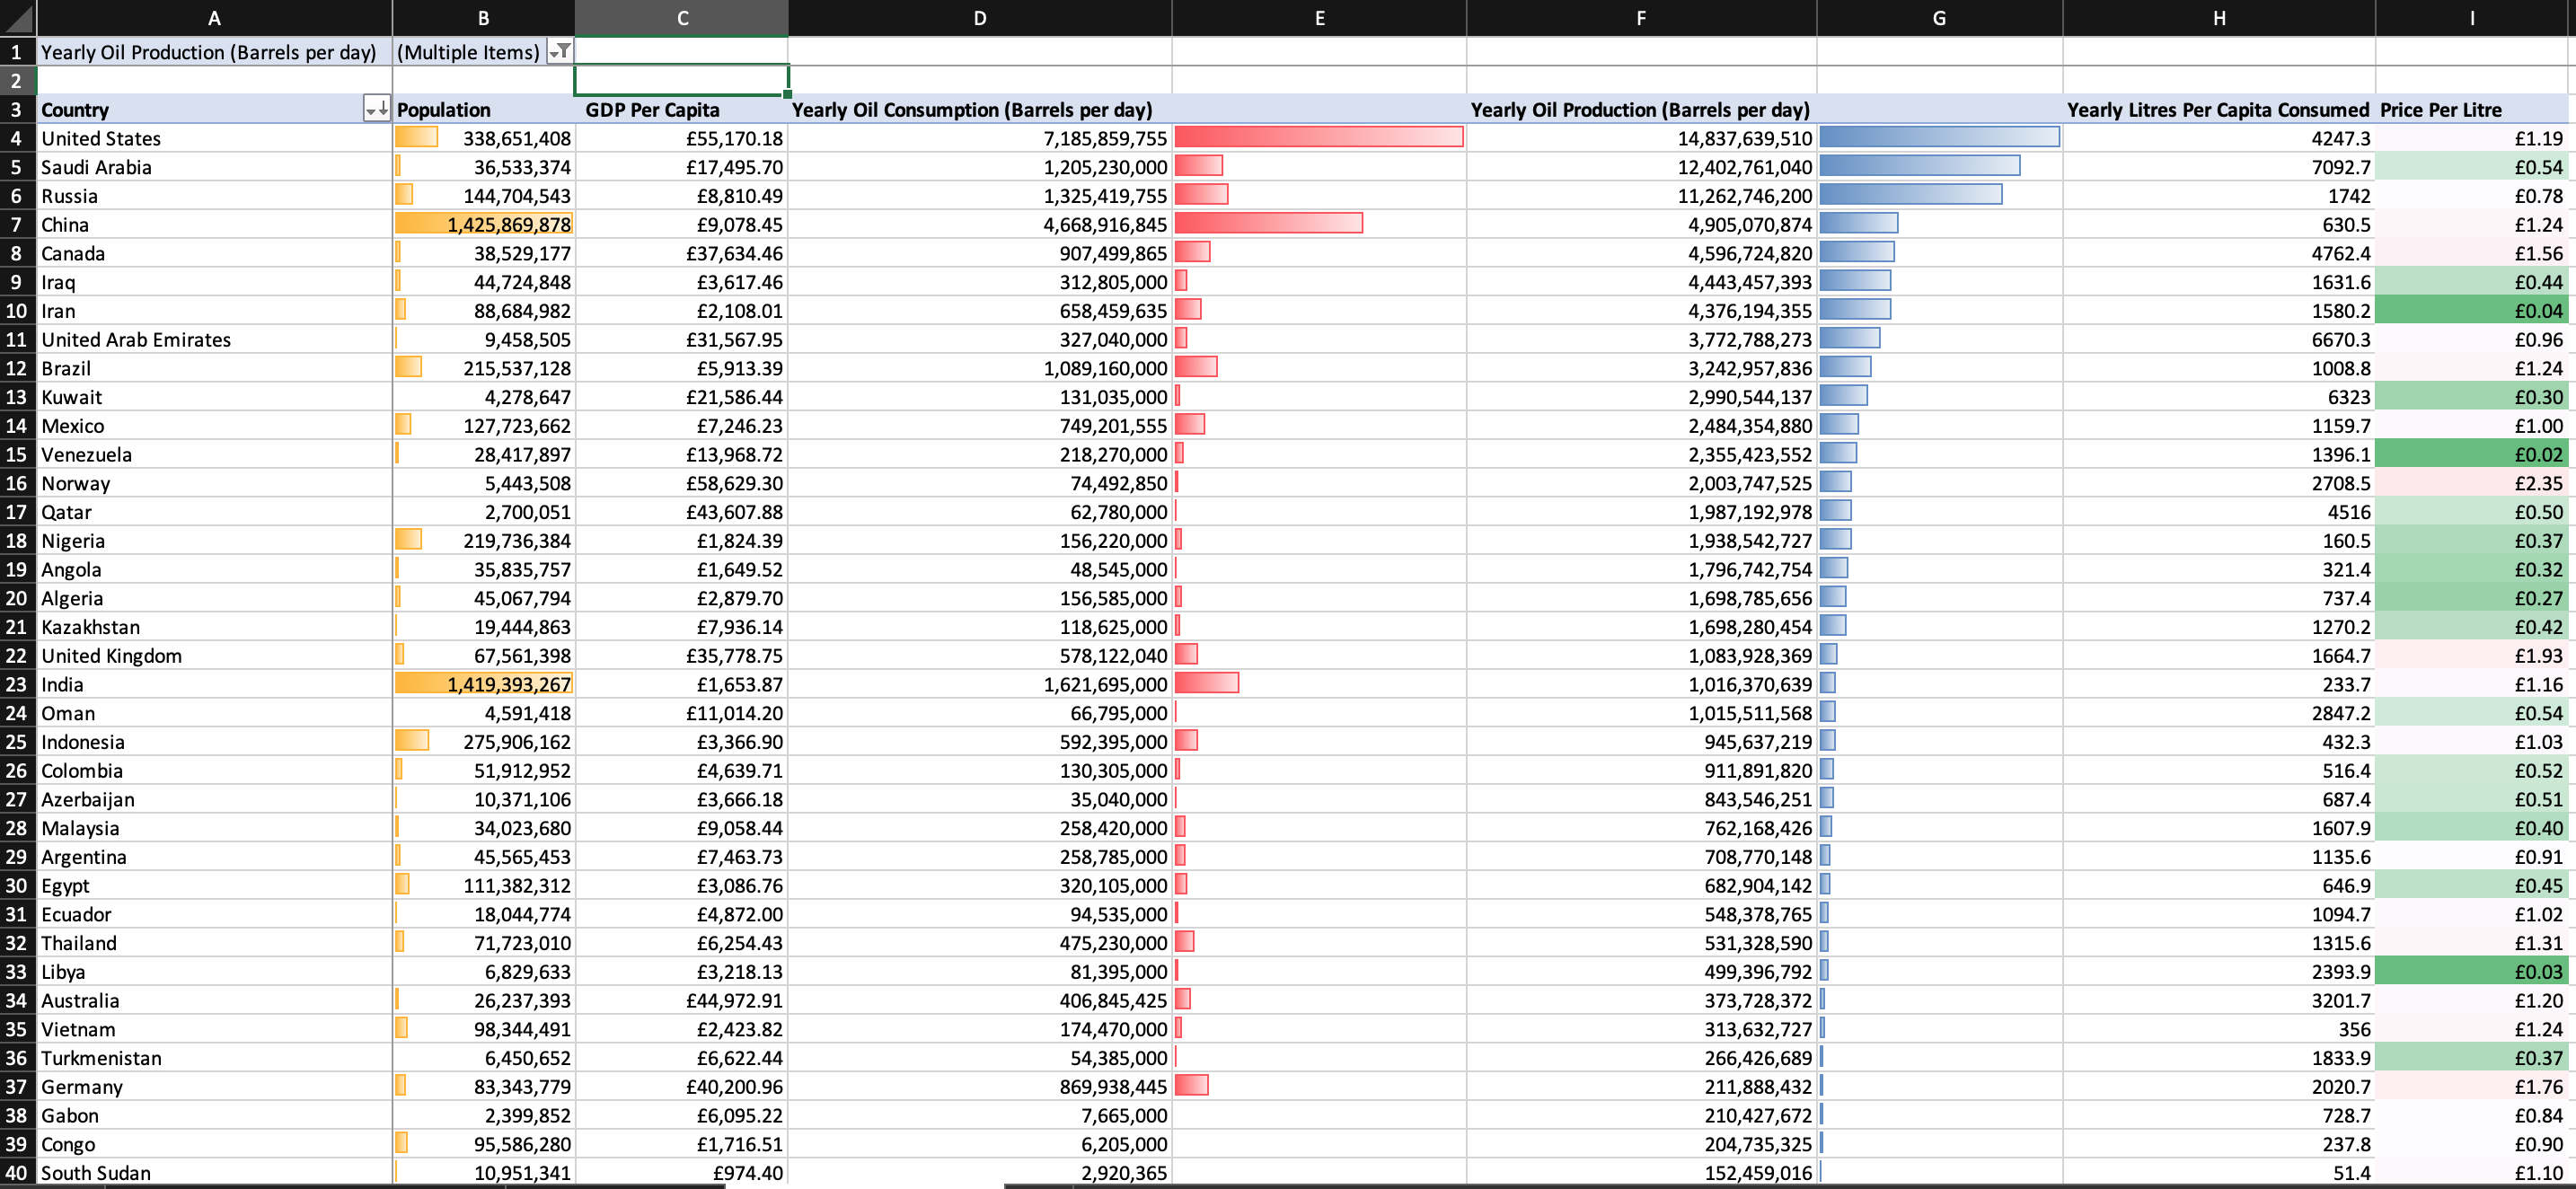 A B C D E F G H I
1 Yearly Oil Production (Barrels per day) (Multiple Items)
2
3 Country Population GDP Per Capita Yearly Oil Consumption (Barrels per day) Yearly Oil Production (Barrels per day) Yearly Litres Per Capita Consumed Price Per Litre
4 United States 338,651,408 £55,170.18 7,185,859,755 14,837,639,510 4247.3 £1.19
5 Saudi Arabia 36,533,374 £17,495.70 1,205,230,000 12,402,761,040 7092.7 £0.54
6 Russia 144,704,543 £8,810.49 1,325,419,755 11,262,746,200 1742 £0.78
7 China 1,425,869,878 £9,078.45 4,668,916,845 4,905,070,874 630.5 £1.24
8 Canada 38,529,177 £37,634.46 907,499,865 4,596,724,820 4762.4 £1.56
9 Iraq 44,724,848 £3,617.46 312,805,000 4,443,457,393 1631.6 £0.44
10 Iran 88,684,982 £2,108.01 658,459,635 4,376,194,355 1580.2 £0.04
11 United Arab Emirates 9,458,505 £31,567.95 327,040,000 3,772,788,273 6670.3 £0.96
12 Brazil 215,537,128 £5,913.39 1,089,160,000 3,242,957,836 1008.8 £1.24
13 Kuwait 4,278,647 £21,586.44 131,035,000 2,990,544,137 6323 £0.30
14 Mexico 127,723,662 £7,246.23 749,201,555 2,484,354,880 1159.7 £1.00
15 Venezuela 28,417,897 £13,968.72 218,270,000 2,355,423,552 1396.1 £0.02
16 Norway 5,443,508 £58,629.30 74,492,850 2,003,747,525 2708.5 £2.35
17 Qatar 2,700,051 £43,607.88 62,780,000 1,987,192,978 4516 £0.50
18 Nigeria 219,736,384 £1,824.39 156,220,000 1,938,542,727 160.5 £0.37
19 Angola 35,835,757 £1,649.52 48,545,000 1,796,742,754 321.4 £0.32
20 Algeria 45,067,794 £2,879.70 156,585,000 1,698,785,656 737.4 £0.27
21 Kazakhstan 19,444,863 £7,936.14 118,625,000 1,698,280,454 1270.2 £0.42
22 United Kingdom 67,561,398 £35,778.75 578,122,040 1,083,928,369 1664.7 £1.93
23 India 1,419,393,267 £1,653.87 1,621,695,000 1,016,370,639 233.7 £1.16
24 Oman 4,591,418 £11,014.20 66,795,000 1,015,511,568 2847.2 £0.54
25 Indonesia 275,906,162 £3,366.90 592,395,000 945,637,219 432.3 £1.03
26 Colombia 51,912,952 £4,639.71 130,305,000 911,891,820 516.4 £0.52
27 Azerbaijan 10,371,106 £3,666.18 35,040,000 843,546,251 687.4 £0.51
28 Malaysia 34,023,680 £9,058.44 258,420,000 762,168,426 1607.9 £0.40
29 Argentina 45,565,453 £7,463.73 258,785,000 708,770,148 1135.6 £0.91
30 Egypt 111,382,312 £3,086.76 320,105,000 682,904,142 646.9 £0.45
31 Ecuador 18,044,774 £4,872.00 94,535,000 548,378,765 1094.7 £1.02
32 Thailand 71,723,010 £6,254.43 475,230,000 531,328,590 1315.6 £1.31
33 Libya 6,829,633 £3,218.13 81,395,000 499,396,792 2393.9 £0.03
34 Australia 26,237,393 £44,972.91 406,845,425 373,728,372 3201.7 £1.20
35 Vietnam 98,344,491 £2,423.82 174,470,000 313,632,727 356 £1.24
36 Turkmenistan 6,450,652 £6,622.44 54,385,000 266,426,689 1833.9 £0.37
37 Germany 83,343,779 £40,200.96 869,938,445 211,888,432 2020.7 £1.76
38 Gabon 2,399,852 £6,095.22 7,665,000 210,427,672 728.7 £0.84
39 Congo 95,586,280 £1,716.51 6,205,000 204,735,325 237.8 £0.90
40 South Sudan 10,951,341 £974.40 2,920,365 152,459,016 51.4 £1.10